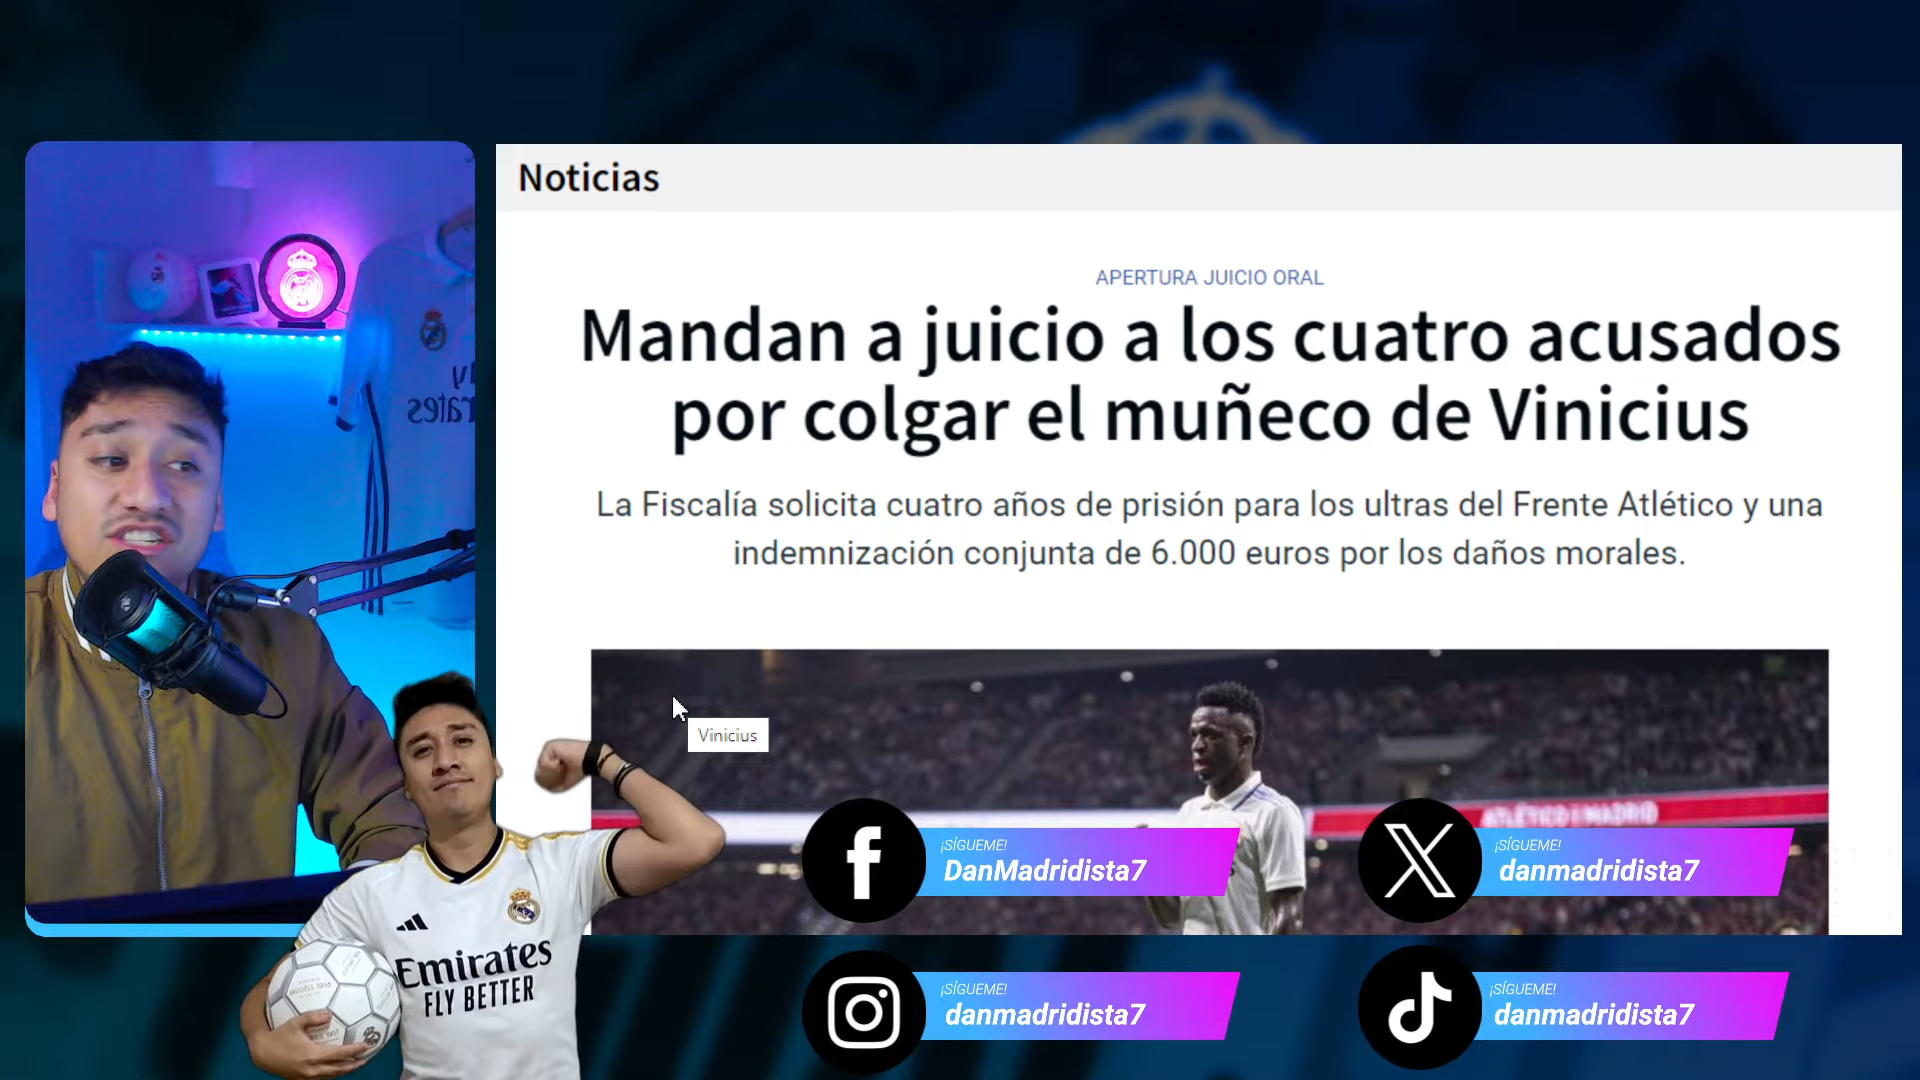 Noticias
APERTURA JUICIO ORAL
Mandan a juicio a los cuatro acusados
por colgar el muñeco de Vinicius
La Fiscalía solicita cuatro años de prisión para los ultras del Frente Atlético y una
indemnización conjunta de 6.000 euros por los daños morales.
Vinicius
ATLÉTICO MADRID
¡SÍGUEME!
DanMadridista7
¡SÍGUEME!
danmadridista7
¡SÍGUEME!
danmadridista7
¡SÍGUEME!
danmadridista7
Emirates
FLY BETTER